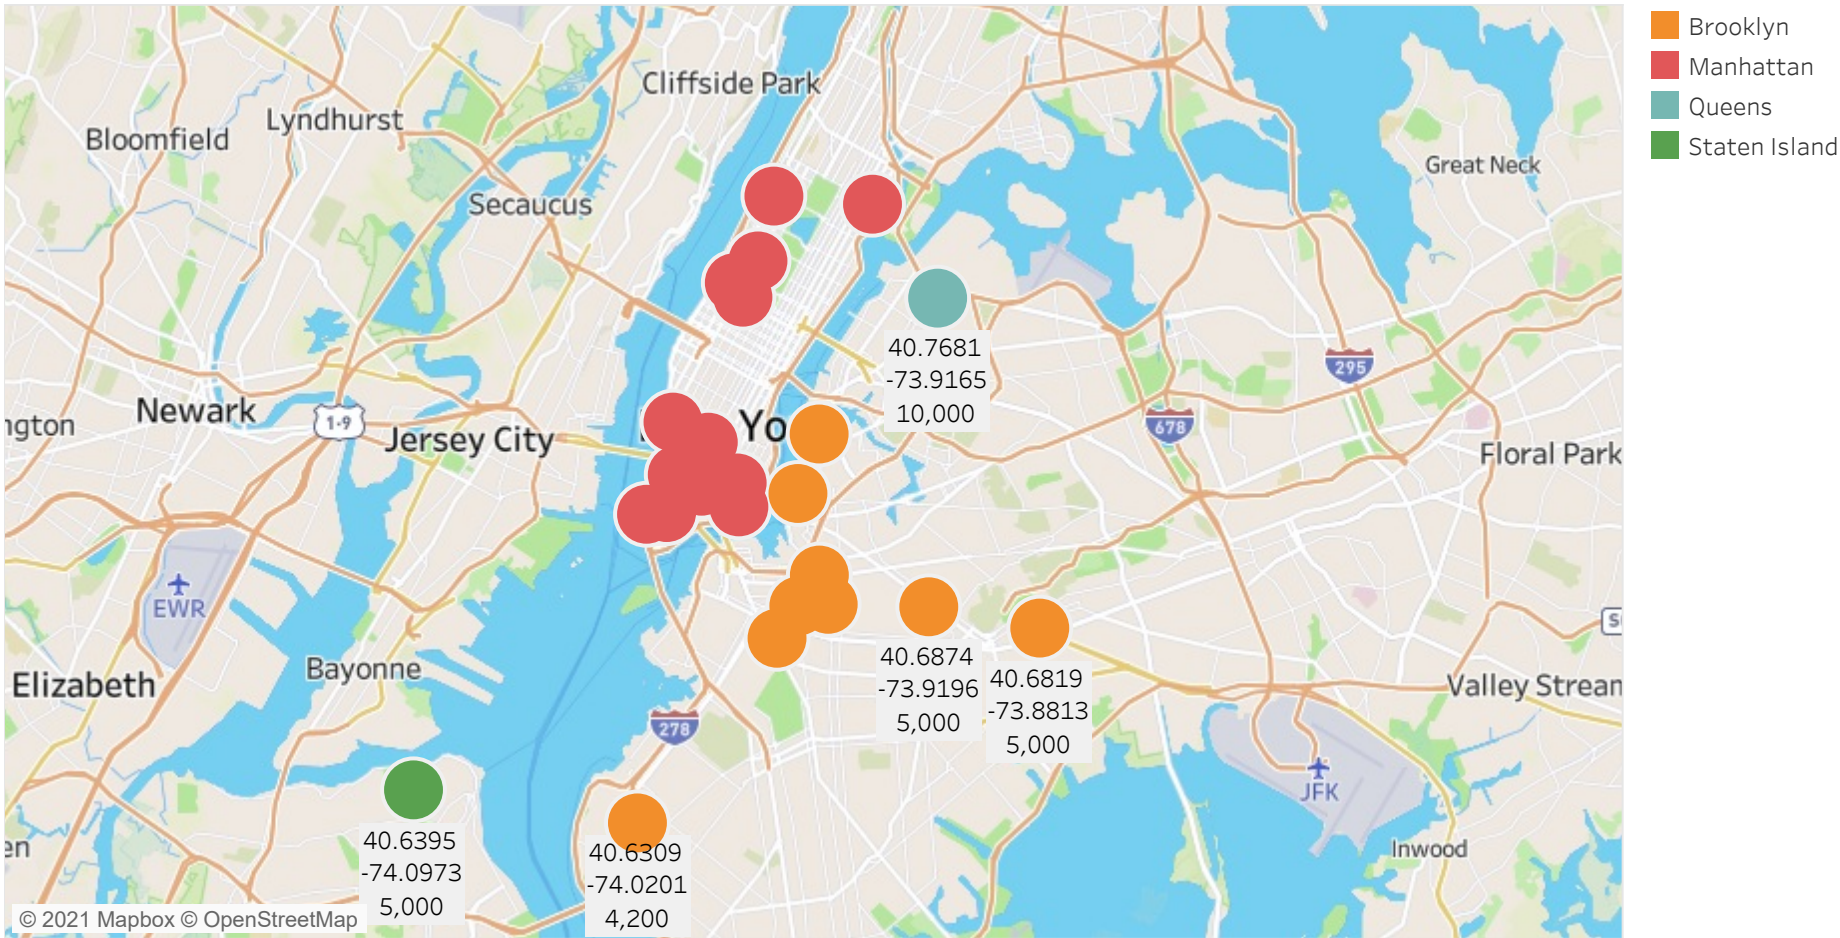 Brooklyn
Manhattan
Queens
Staten Island
Cliffside Park
Lyndhurst
Bloomfield
Great Neck
Secaucus
40.7681
-73.9165
10,000
295
Newark
1-9
Yo
678
Jersey City
Floral Park
EWR
40.6874
-73.9196
5,000
40.6819
-73.8813
5,000
Bayonne
Elizabeth
278
JFK
40.6395
-74.0973
5,000
40.6309
-74.0201
4,200
Inwood
© 2021 Mapbox © OpenStreetMap